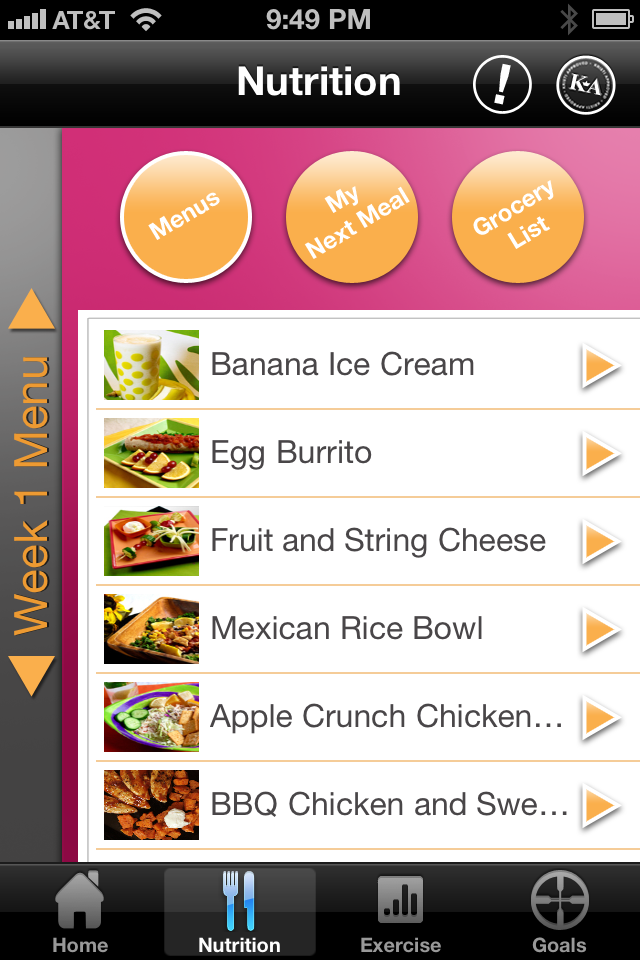 AT&T
9:49 PM
Nutrition
!
KA
Menus
My
Next Meal
Grocery
List
Week 1 Menu
Banana Ice Cream
Egg Burrito
Fruit and String Cheese
Mexican Rice Bowl
Apple Crunch Chicken…
BBQ Chicken and Swe…
Home
Nutrition
Exercise
Goals